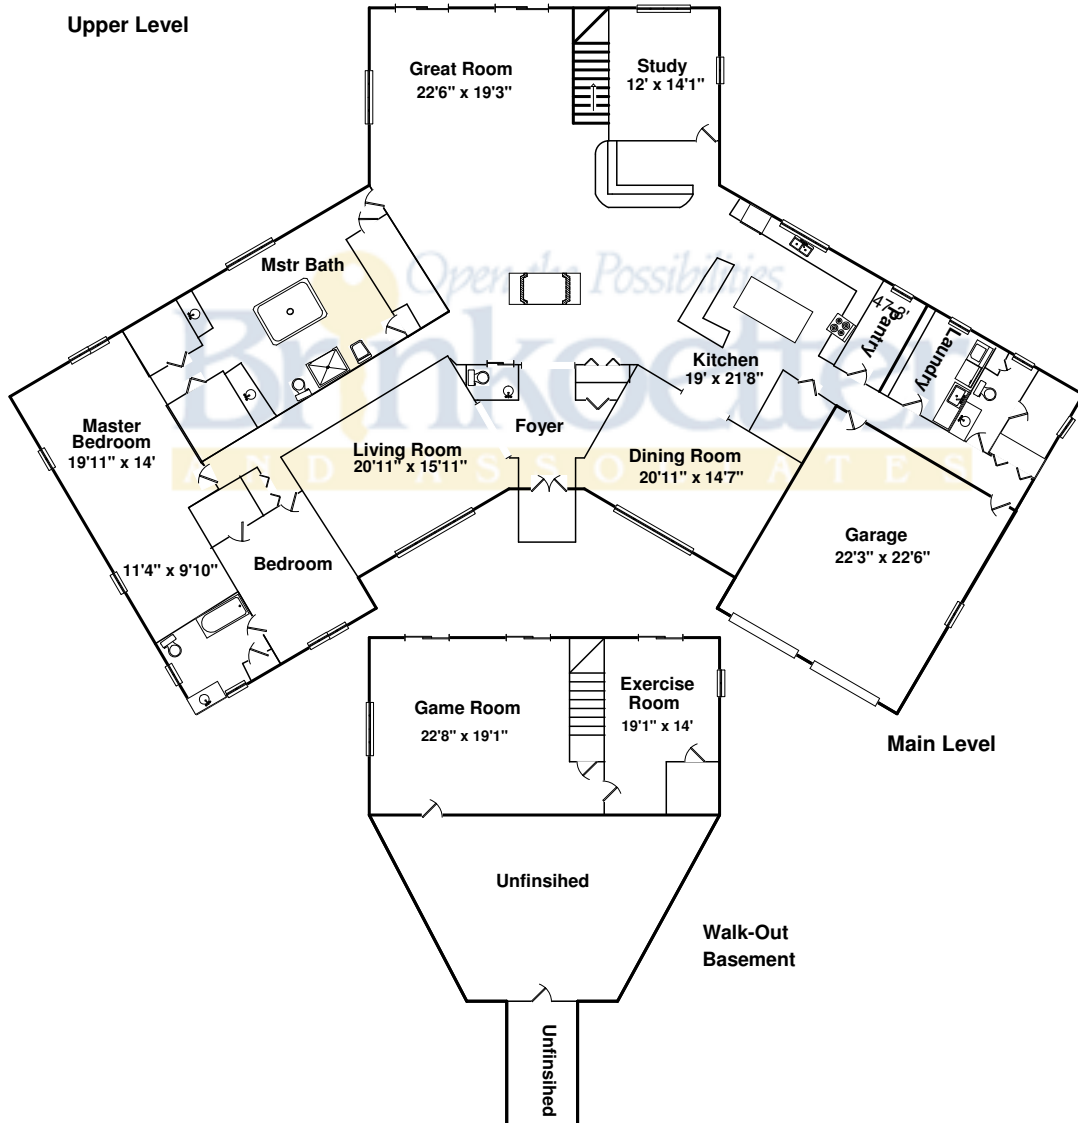 Upper Level
Great Room
22'6" x 19'3"
Study
12' x 14'1"
Mstr Bath
Open the Possibilities
Brinkoetter
AND ASSOCIATES
Pantry
Laundry
Kitchen
19' x 21'8"
Master
Bedroom
19'11" x 14'
Living Room
20'11" x 15'11"
Foyer
Dining Room
20'11" x 14'7"
Garage
22'3" x 22'6"
11'4" x 9'10"
Bedroom
Game Room
22'8" x 19'1"
Exercise
Room
19'1" x 14'
Main Level
Unfinsihed
Walk-Out
Basement
Unfinsihed